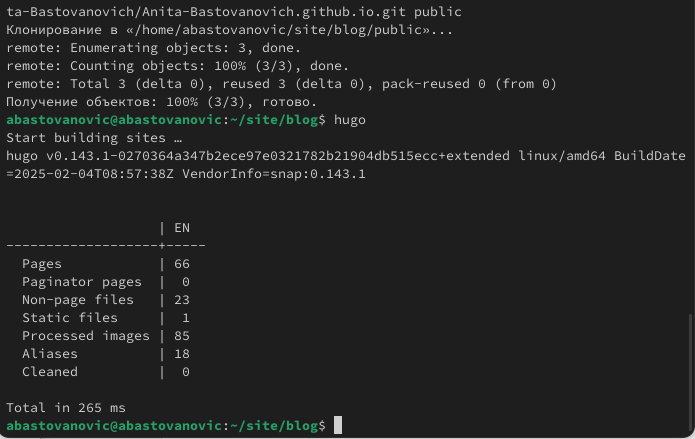 ta-Bastovanovich/Anita-Bastovanovich.github.io.git public
Клонирование в «/home/abastovanovic/site/blog/public»...
remote: Enumerating objects: 3, done.
remote: Counting objects: 100% (3/3), done.
remote: Total 3 (delta 0), reused 3 (delta 0), pack-reused 0 (from 0)
Получение объектов: 100% (3/3), готово.
abastovanovic@abastovanovic:~/site/blog$ hugo
Start building sites …
hugo v0.143.1-0270364a347b2ece97e0321782b21904db515ecc+extended linux/amd64 BuildDate
=2025-02-04T08:57:38Z VendorInfo=snap:0.143.1
                   | EN
-------------------+-----
  Pages            | 66
  Paginator pages  |  0
  Non-page files   | 23
  Static files     |  1
  Processed images | 85
  Aliases          | 18
  Cleaned          |  0
Total in 265 ms
abastovanovic@abastovanovic:~/site/blog$